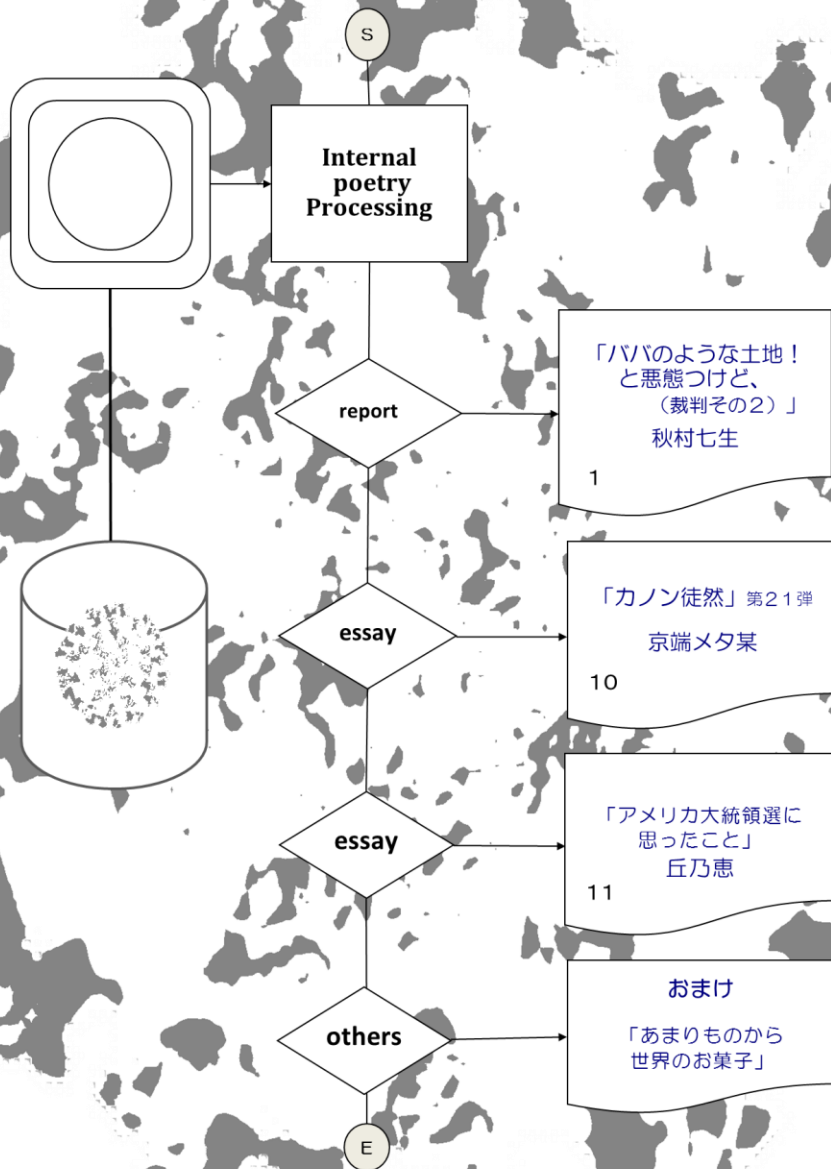 S
Internal
poetry
Processing
report
「ババのような土地！
と悪態つけど、
（裁判その２）」
秋村七生
1
essay
「カノン徒然」第２１弾
京端メタ某
10
essay
「アメリカ大統領選に
思ったこと」
丘乃恵
11
others
おまけ
「あまりものから
世界のお菓子」
E